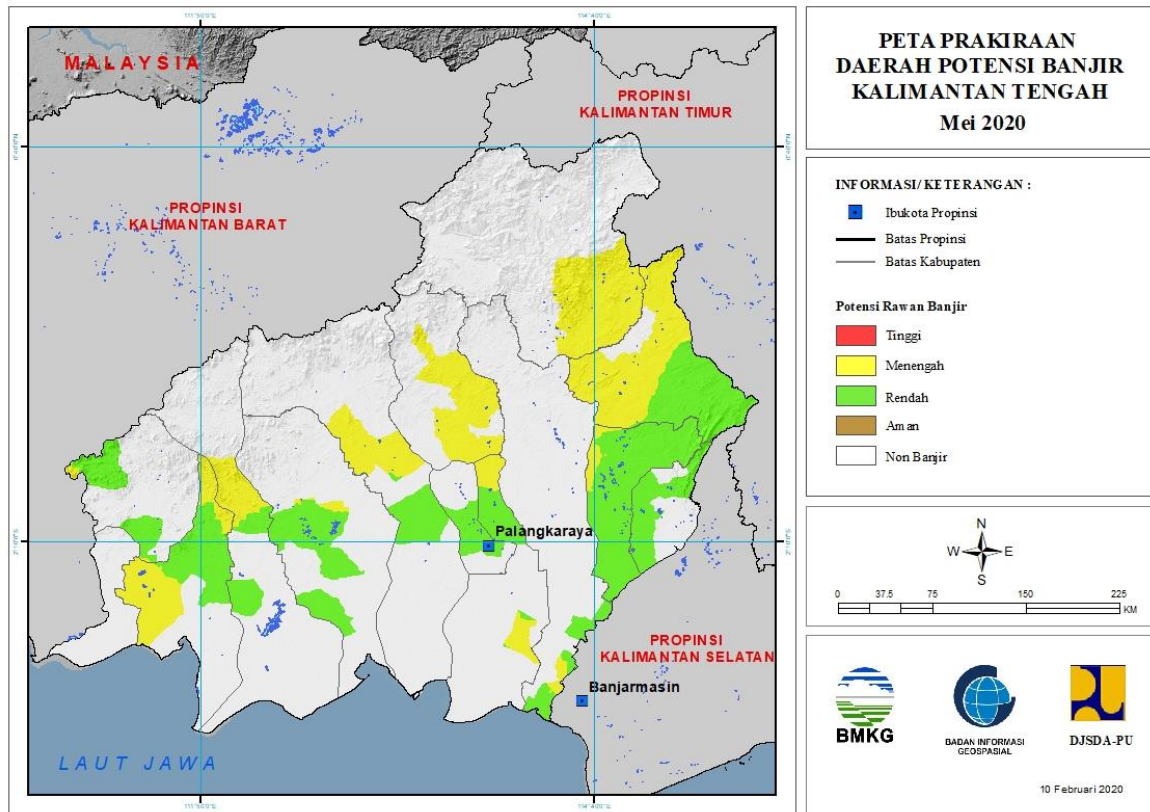 MALAYSIA
PROPINSI
KALIMANTAN TIMUR
PROPINSI
KALIMANTAN BARAT
Palangkaraya
PROPINSI
KALIMANTAN SELATAN
Banjarmasin
LAUT JAWA
PETA PRAKIRAAN
DAERAH POTENSI BANJIR
KALIMANTAN TENGAH
Mei 2020
INFORMASI/ KETERANGAN :
Ibukota Propinsi
Batas Propinsi
Batas Kabupaten
Potensi Rawan Banjir
Tinggi
Menengah
Rendah
Aman
Non Banjir
N
W E
S
0 37.5 75 150 225
KM
BMKG
BADAN INFORMASI
GEOSPASIAL
DJSDA-PU
10 Februari 2020